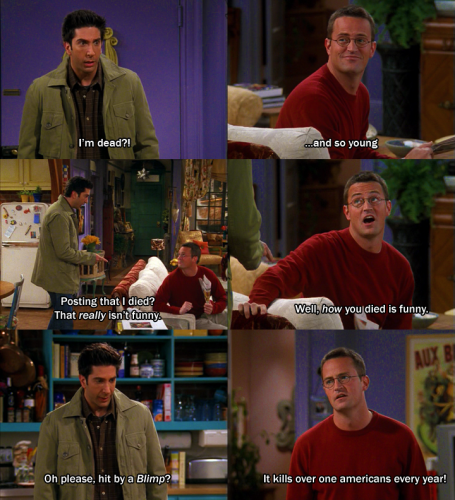 I'm dead?!
...and so young
Posting that I died?
That really isn't funny.
Well, how you died is funny.
Oh please, hit by a Blimp?
It kills over one americans every year!
AUX B